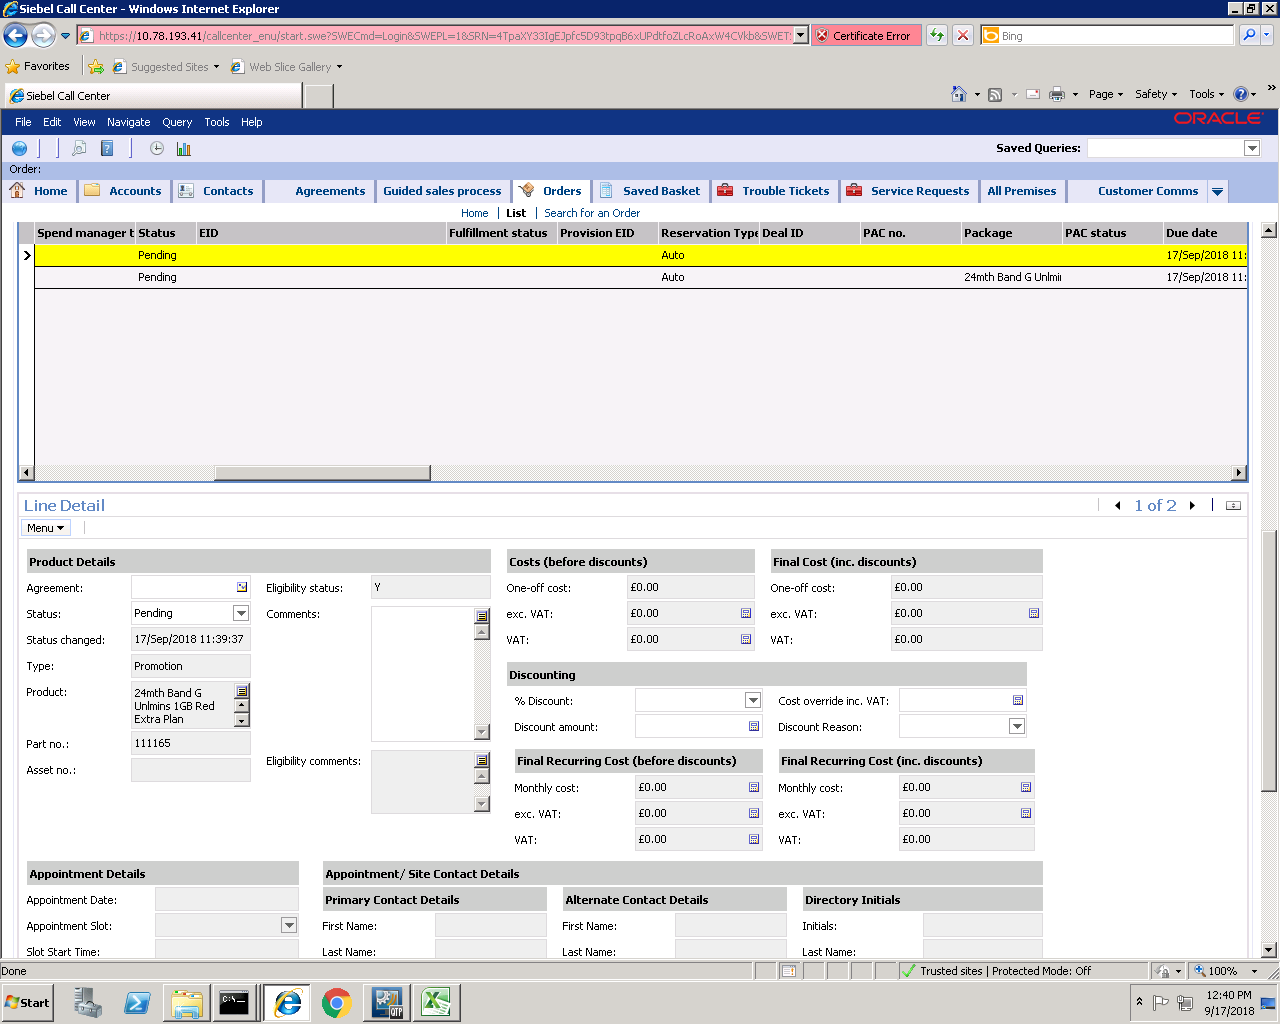 Siebel Call Center - Windows Internet Explorer
https://10.78.193.41/callcenter_enu/start.swe?SWECmd=Login&SWEPL=1&SRN=4TpaXY33IgEJpfc5D93tpqB6xUPdtfoZLcRoAxW4CVkb&SWET: Certificate Error Bing
Favorites Suggested Sites Web Slice Gallery
Siebel Call Center Page Safety Tools »
File Edit View Navigate Query Tools Help ORACLE
Saved Queries:
Order:
Home Accounts Contacts Agreements Guided sales process Orders Saved Basket Trouble Tickets Service Requests All Premises Customer Comms
Home | List | Search for an Order
Spend manager t Status EID Fulfillment status Provision EID Reservation Type Deal ID PAC no. Package PAC status Due date
Pending Auto 17/Sep/2018 11:
Pending Auto 24mth Band G Unlmi 17/Sep/2018 11:
Line Detail 1 of 2
Menu
Product Details Costs (before discounts) Final Cost (inc. discounts)
Agreement: Eligibility status: Y One-off cost: £0.00 One-off cost: £0.00
Status: Pending Comments: exc. VAT: £0.00 exc. VAT: £0.00
Status changed: 17/Sep/2018 11:39:37 VAT: £0.00 VAT: £0.00
Type: Promotion
Discounting
Product: 24mth Band G
Unlmins 1GB Red
Extra Plan
% Discount: Cost override inc. VAT:
Discount amount: Discount Reason:
Part no.: 111165
Asset no.: Eligibility comments:
Final Recurring Cost (before discounts) Final Recurring Cost (inc. discounts)
Monthly cost: £0.00 Monthly cost: £0.00
exc. VAT: £0.00 exc. VAT: £0.00
VAT: £0.00 VAT: £0.00
Appointment Details Appointment/ Site Contact Details
Appointment Date: Primary Contact Details Alternate Contact Details Directory Initials
Appointment Slot: First Name: First Name: Initials:
Slot Start Time: Last Name: Last Name: Last Name:
Done Trusted sites | Protected Mode: Off 100%
Start C:\ QTP 12:40 PM
9/17/2018